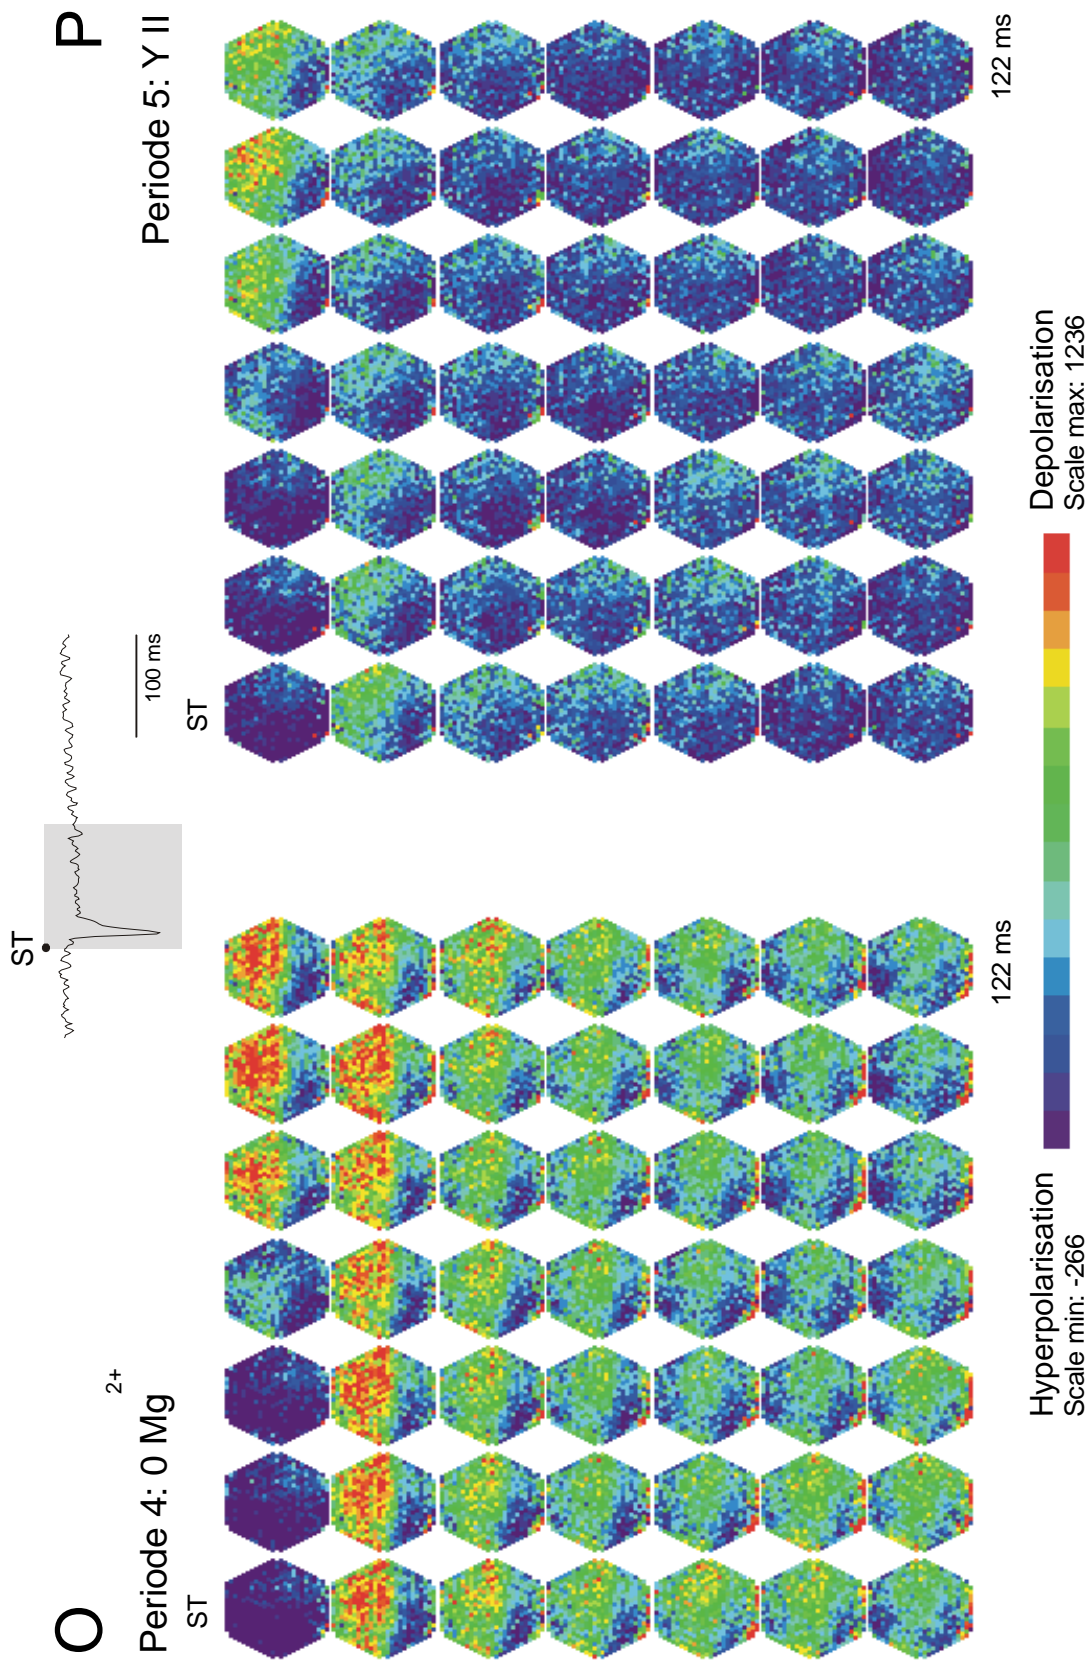 O
P
Periode 4: 0 Mg 2+
Periode 5: Y II
ST
100 ms
ST
ST
122 ms
122 ms
Hyperpolarisation
Scale min: -266
Depolarisation
Scale max: 1236